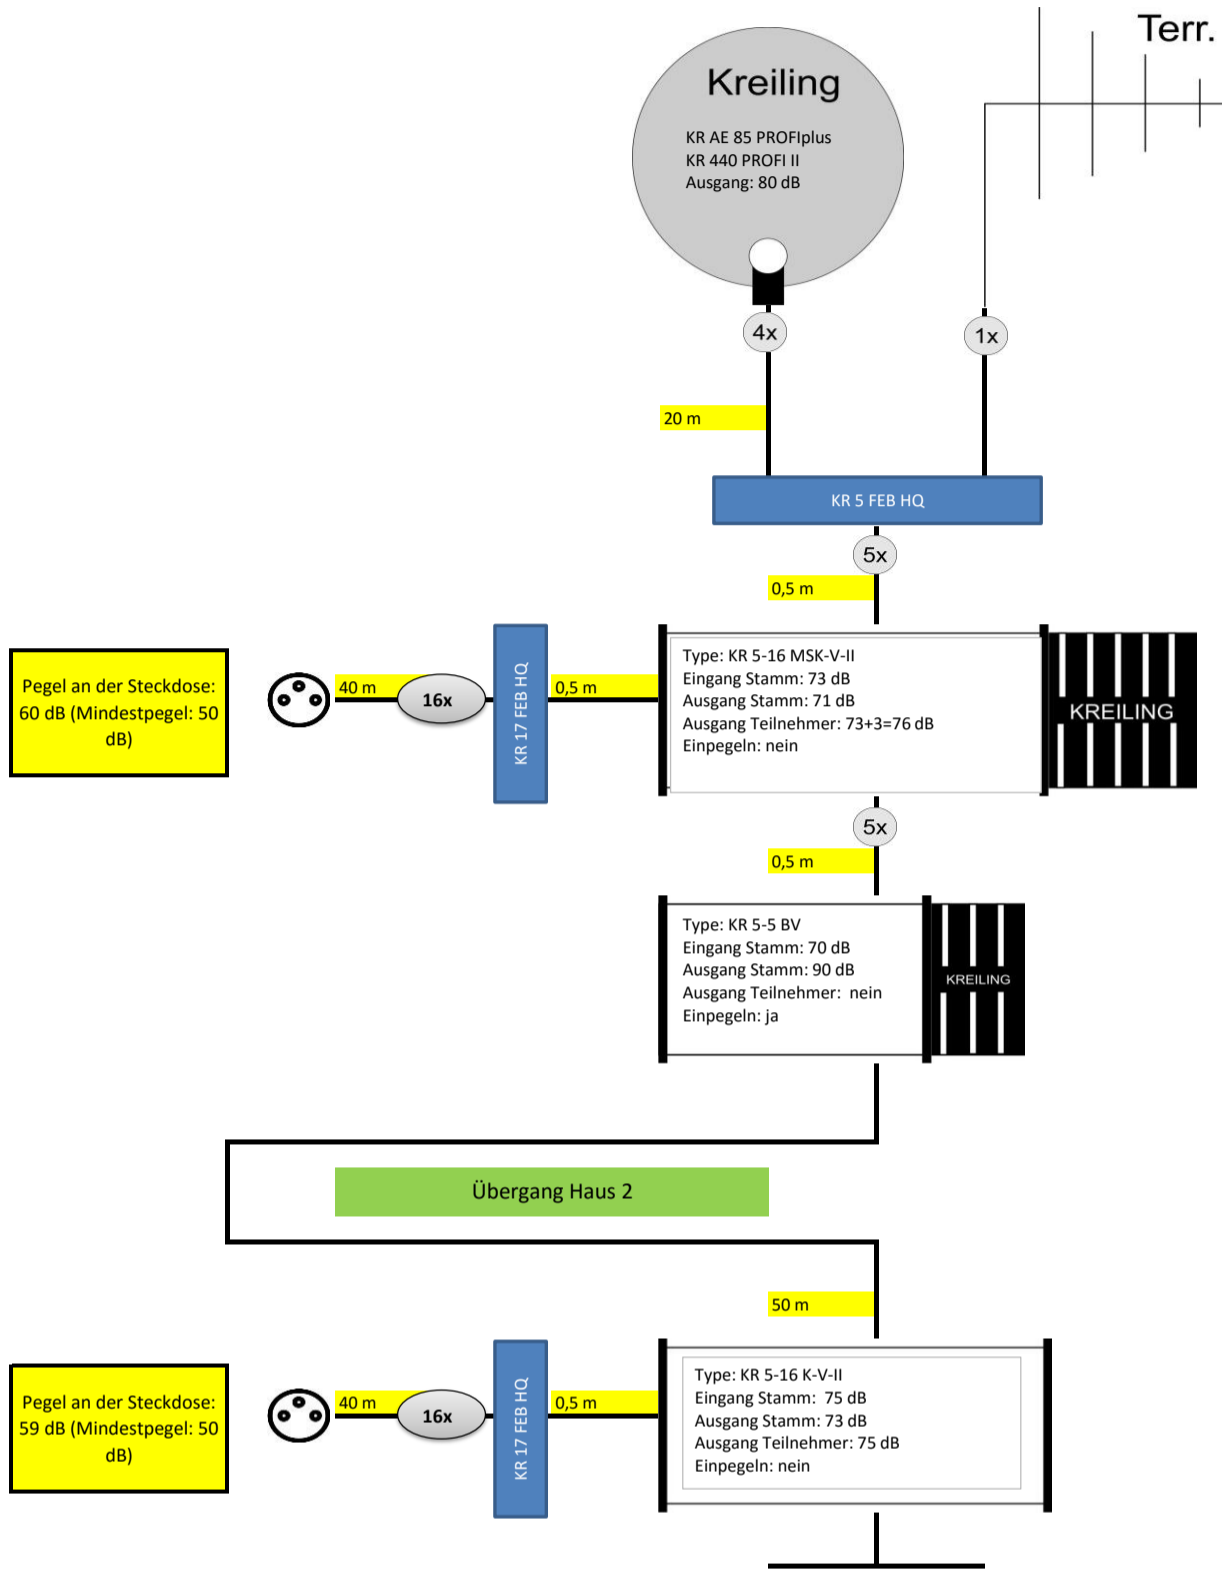 Terr.
Kreiling
KR AE 85 PROFIplus
KR 440 PROFI II
Ausgang: 80 dB
4x
1x
20 m
KR 5 FEB HQ
5x
0,5 m
Pegel an der Steckdose:
60 dB (Mindestpegel: 50
dB)
40 m
16x
KR 17 FEB HQ
0,5 m
Type: KR 5-16 MSK-V-II
Eingang Stamm: 73 dB
Ausgang Stamm: 71 dB
Ausgang Teilnehmer: 73+3=76 dB
Einpegeln: nein
KREILING
5x
0,5 m
Type: KR 5-5 BV
Eingang Stamm: 70 dB
Ausgang Stamm: 90 dB
Ausgang Teilnehmer: nein
Einpegeln: ja
KREILING
Übergang Haus 2
50 m
Pegel an der Steckdose:
59 dB (Mindestpegel: 50
dB)
40 m
16x
KR 17 FEB HQ
0,5 m
Type: KR 5-16 K-V-II
Eingang Stamm: 75 dB
Ausgang Stamm: 73 dB
Ausgang Teilnehmer: 75 dB
Einpegeln: nein